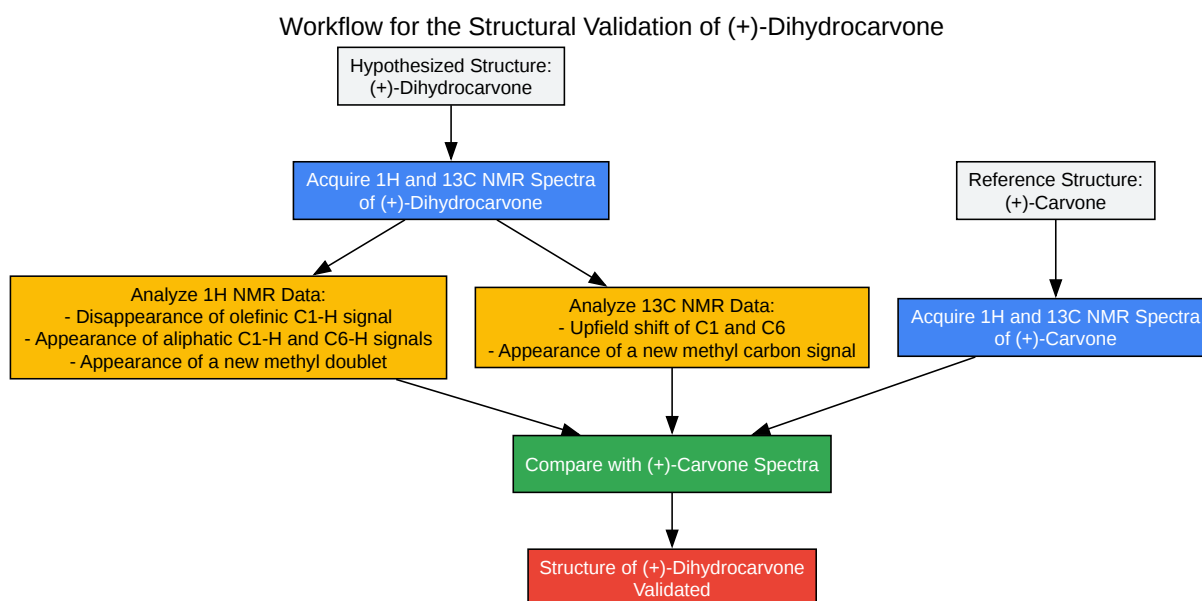 Workflow for the Structural Validation of (+)-Dihydrocarvone
Hypothesized Structure:
(+)-Dihydrocarvone
Acquire 1H and 13C NMR Spectra
of (+)-Dihydrocarvone
Reference Structure:
(+)-Carvone
Analyze 1H NMR Data:
- Disappearance of olefinic C1-H signal
- Appearance of aliphatic C1-H and C6-H signals
- Appearance of a new methyl doublet
Analyze 13C NMR Data:
- Upfield shift of C1 and C6
- Appearance of a new methyl carbon signal
Acquire 1H and 13C NMR Spectra
of (+)-Carvone
Compare with (+)-Carvone Spectra
Structure of (+)-Dihydrocarvone
Validated